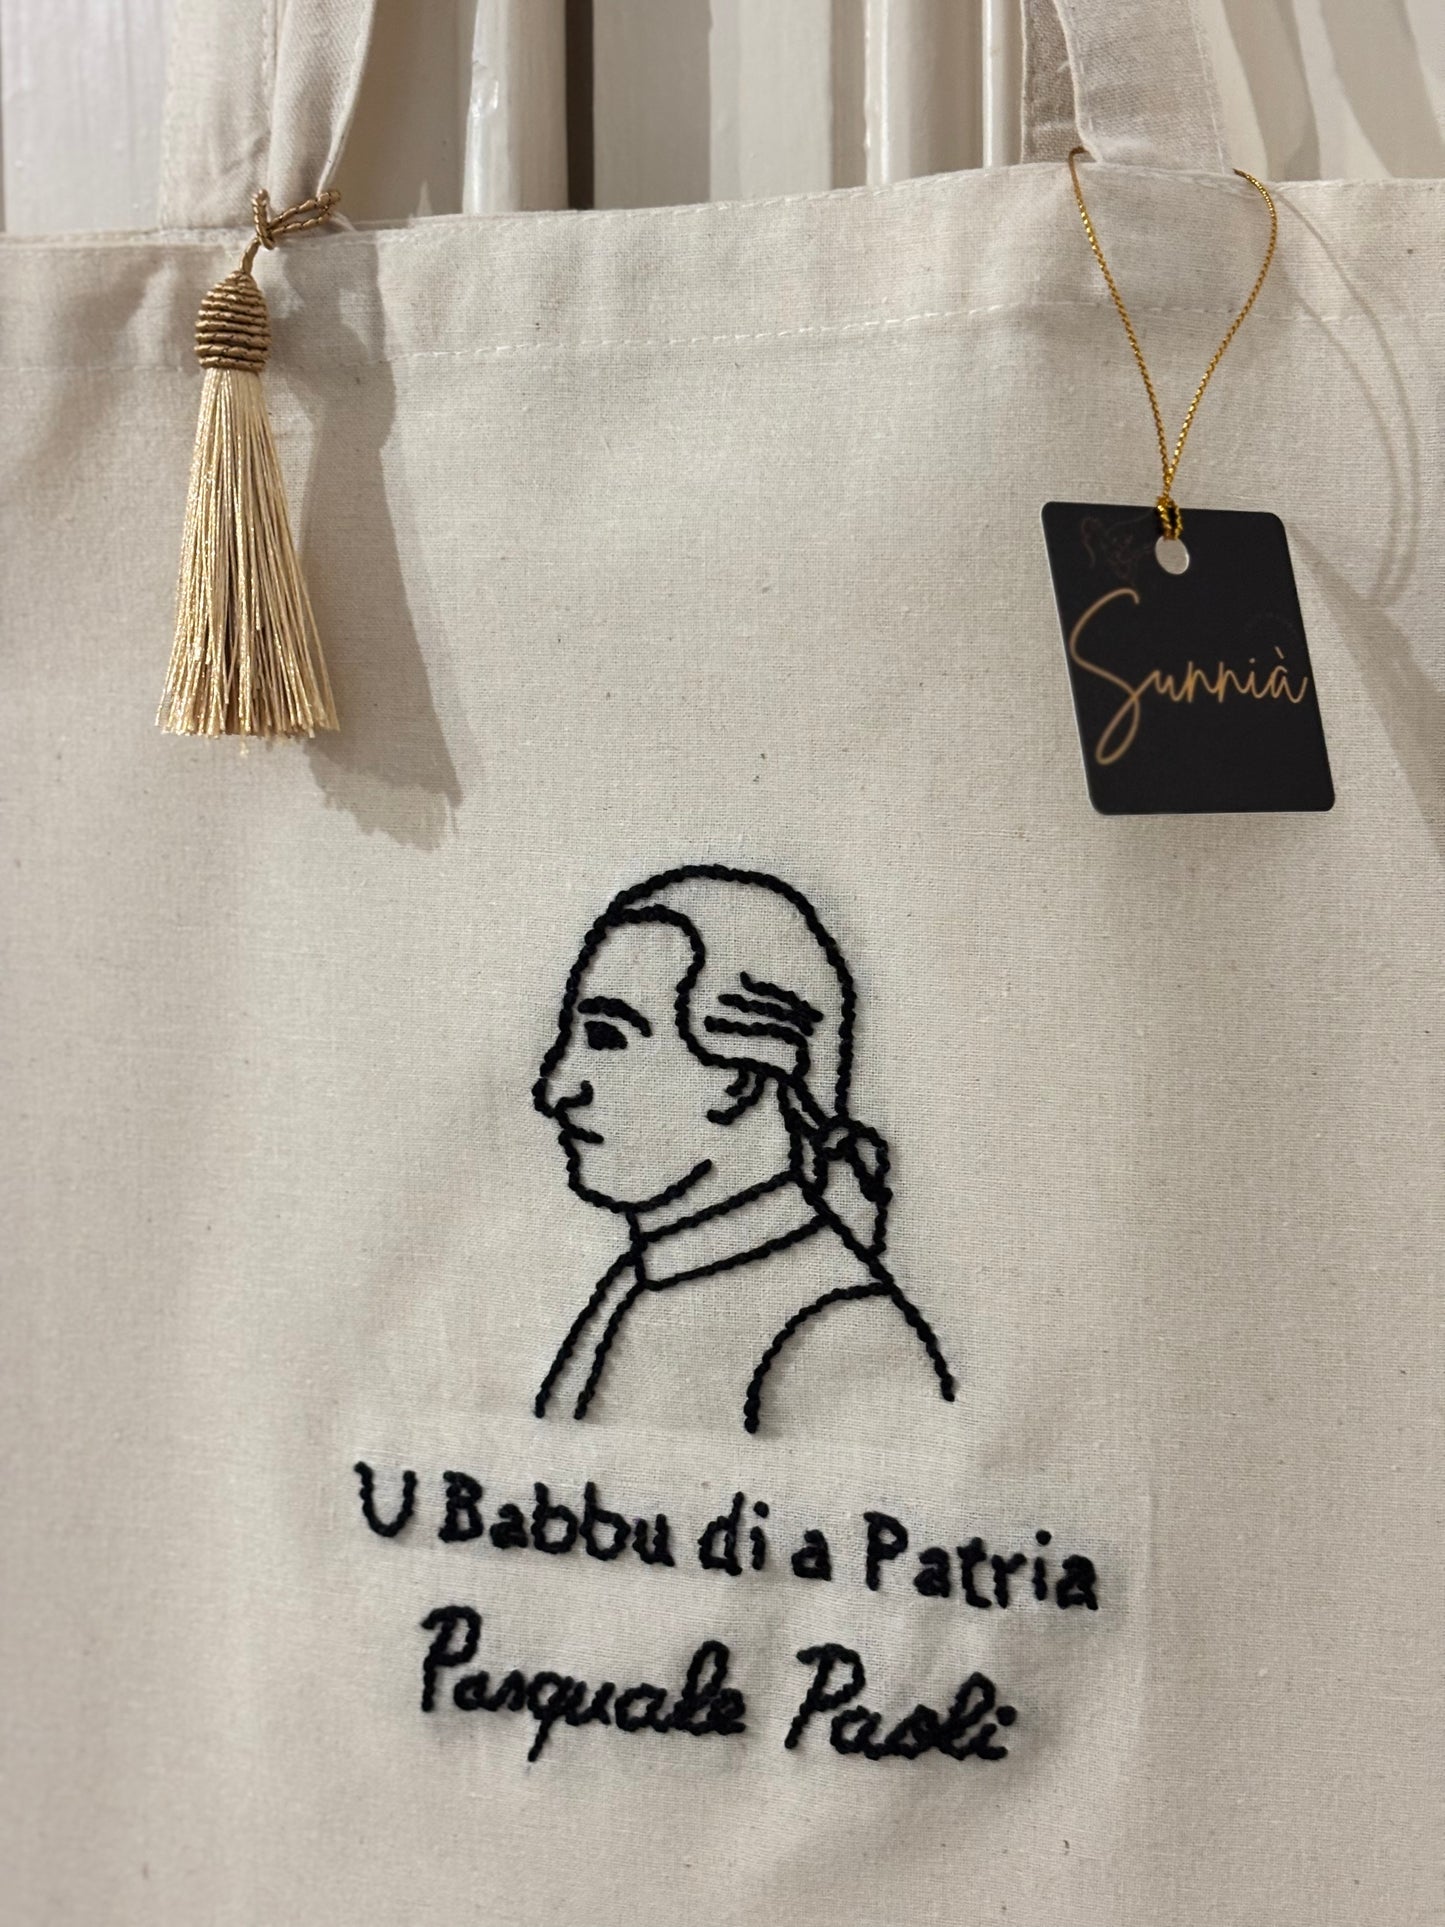 Sunnià
U Babbu di a Patria
Pasquale Paoli